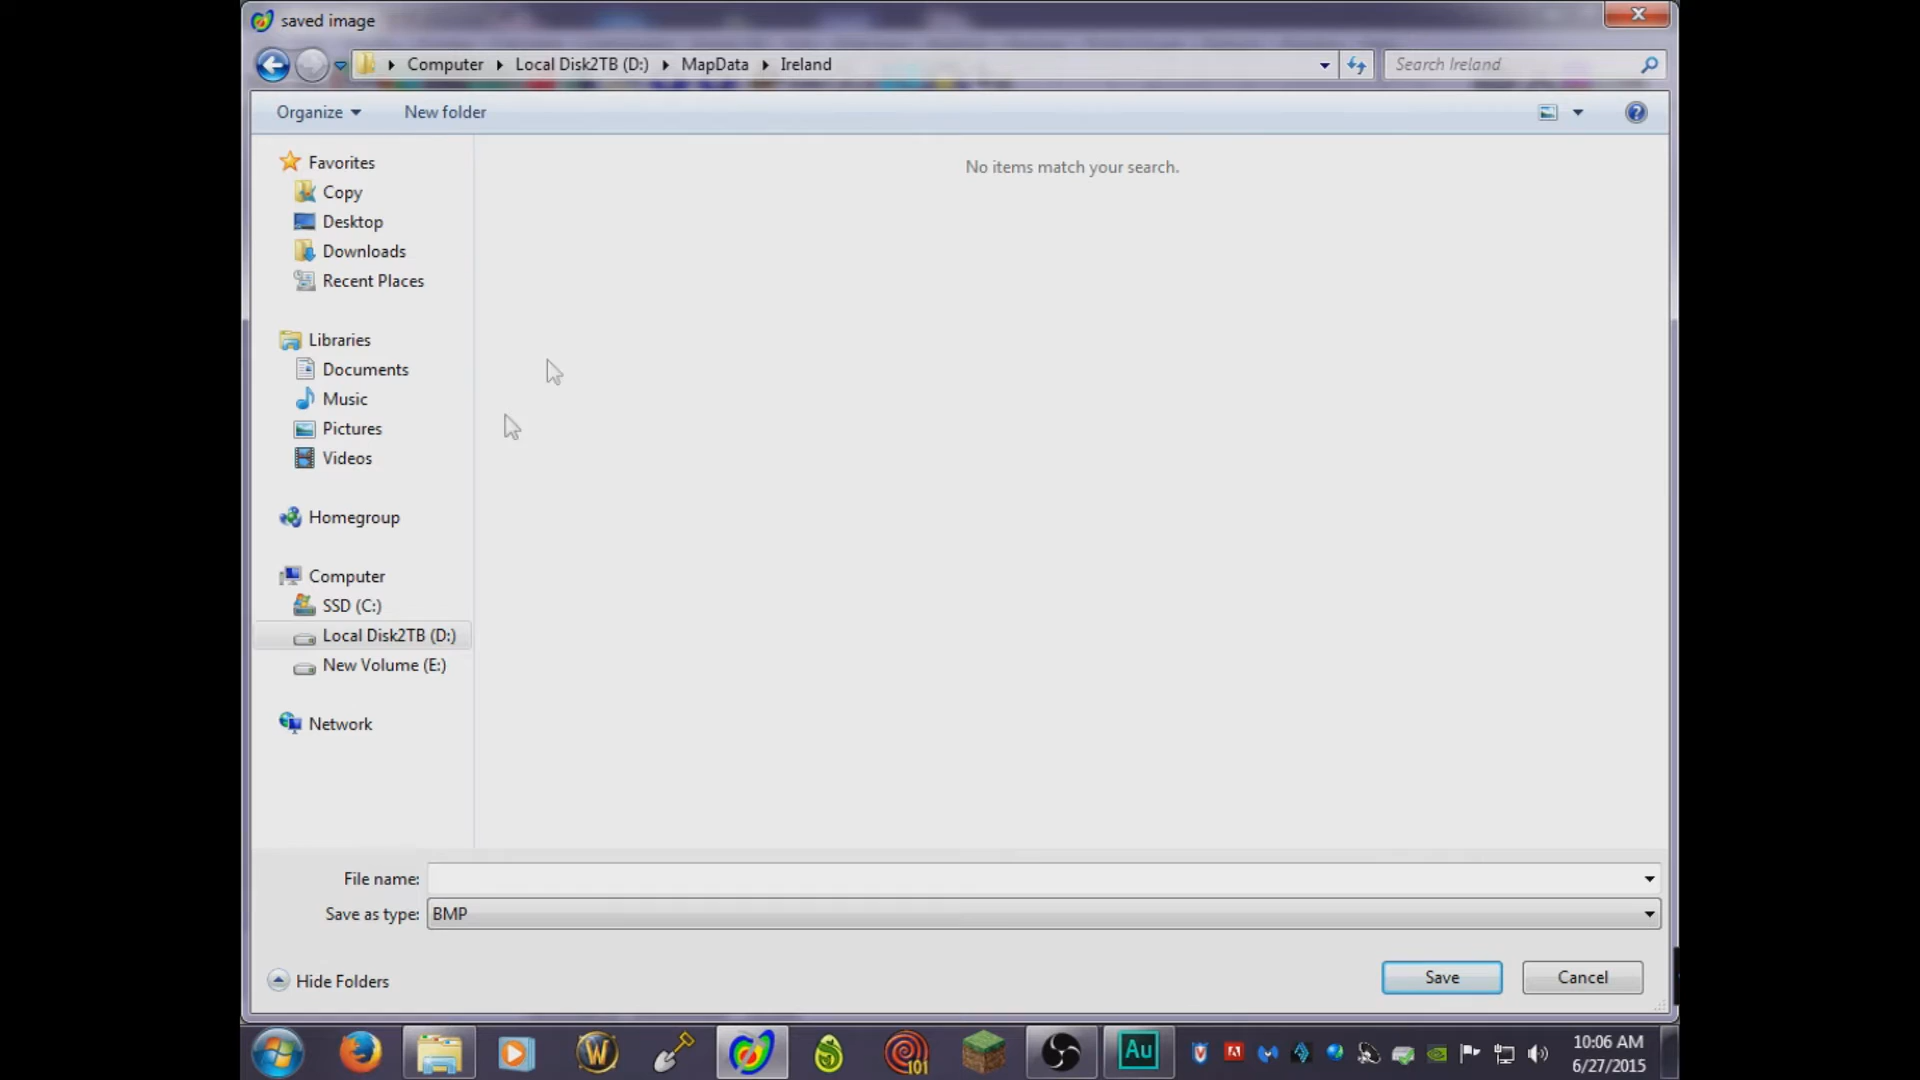 saved image
Computer Local Disk2TB (D:) MapData Ireland
Search Ireland
Organize New folder
No items match your search.
Favorites
Copy
Desktop
Downloads
Recent Places
Libraries
Documents
Music
Pictures
Videos
Homegroup
Computer
SSD (C:)
Local Disk2TB (D:)
New Volume (E:)
Network
File name:
Save as type: BMP
Hide Folders
Save Cancel
W
101
Au
10:06 AM
6/27/2015